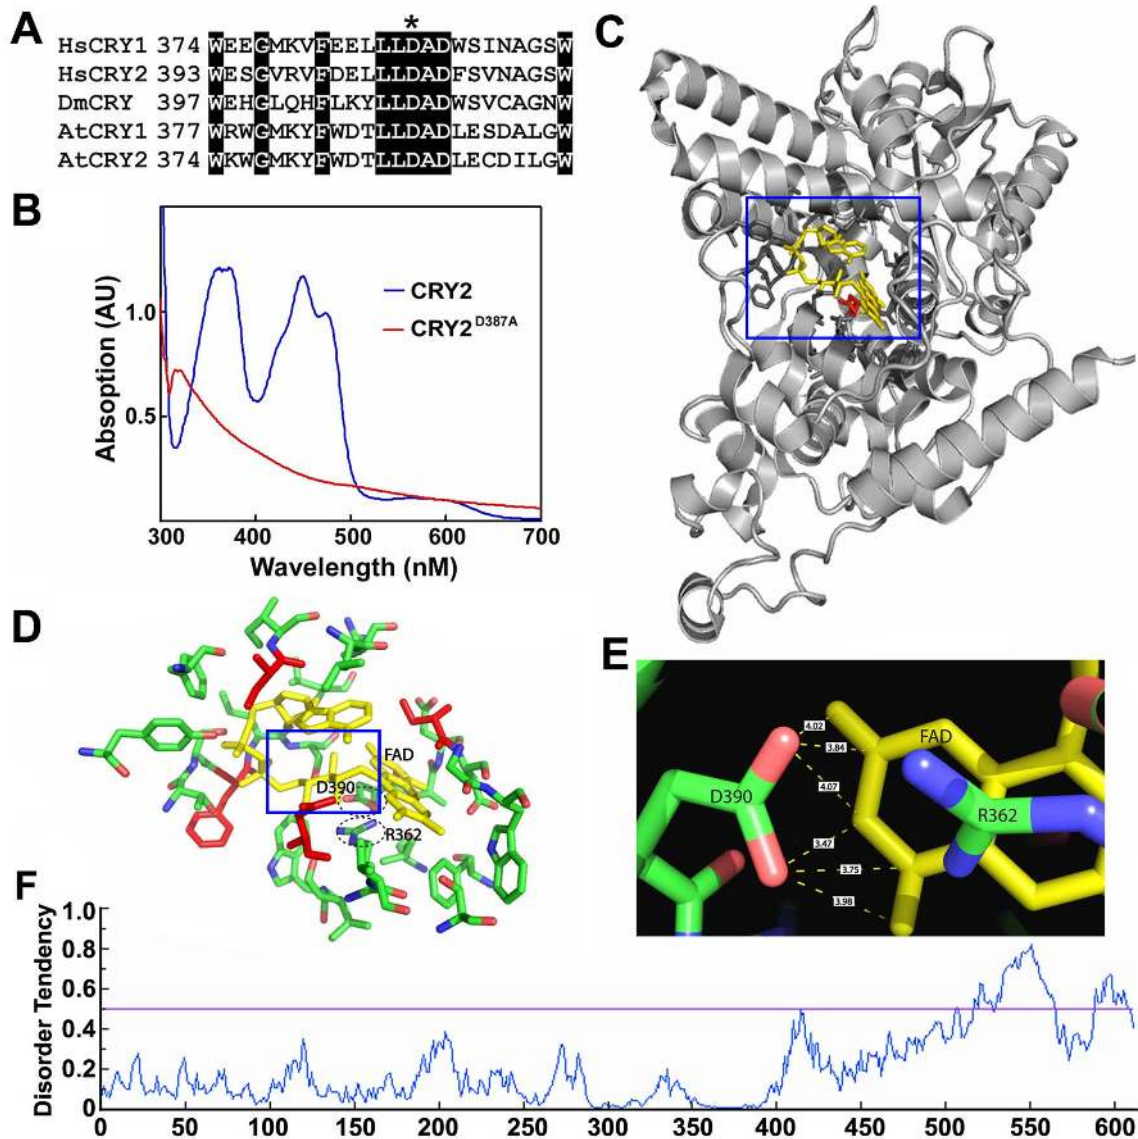 A
*
HsCRY1 374 WEEGMKVFEELLLDADWSINAGSW
HsCRY2 393 WESGVRVFDELLLDADFSVNAGSW
DmCRY 397 WEHGLQHFLKYLLDADWSVCAGNW
AtCRY1 377 WRWGMKYFWDTLLDADLESDALGW
AtCRY2 374 WKWGMKYFWDTLLDADLECDILGW
B
Absoption (AU)
1.0
0.5
CRY2
CRY2 D387A
300 400 500 600 700
Wavelength (nM)
C
D
FAD
D390
R362
E
4.02
3.84
4.07
3.47
3.75
3.98
FAD
D390
R362
F
Disorder Tendency
1.0
0.8
0.6
0.4
0.2
0
0 50 100 150 200 250 300 350 400 450 500 550 600